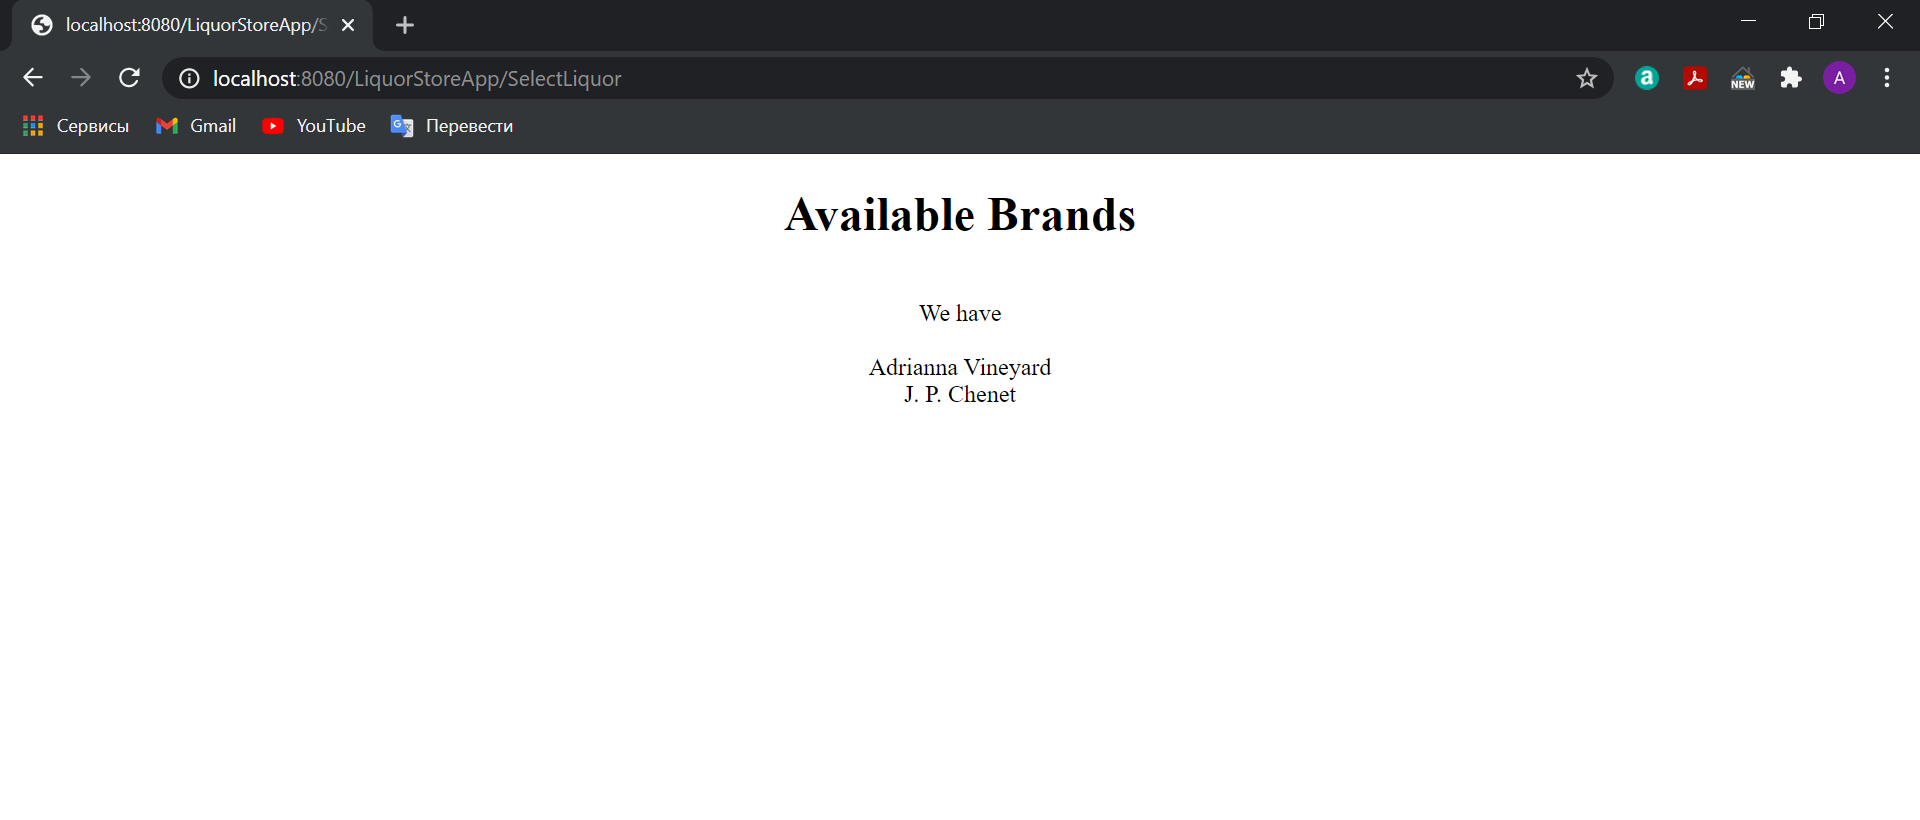 localhost:8080/LiquorStoreApp/S
localhost:8080/LiquorStoreApp/SelectLiquor
a
NEW
A
Сервисы
Gmail
YouTube
G
Перевести
Available Brands
We have
Adrianna Vineyard
J. P. Chenet